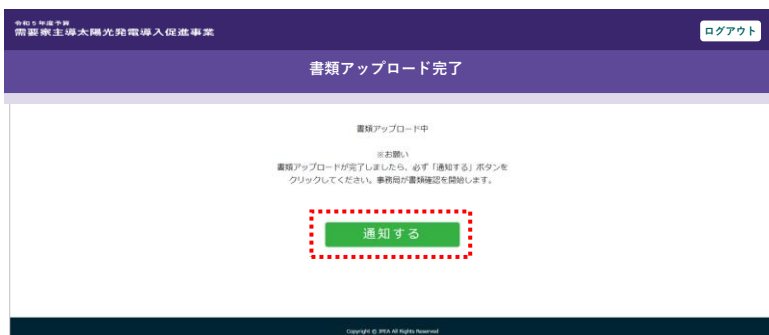 令和5年度予算
需要家主導太陽光発電導入促進事業
ログアウト
書類アップロード完了
書類アップロード中
※お願い
書類アップロードが完了しましたら、必ず「通知する」ボタンを
クリックしてください。事務局が書類確認を開始します。
通知する
Copyright © JPEA All Rights Reserved